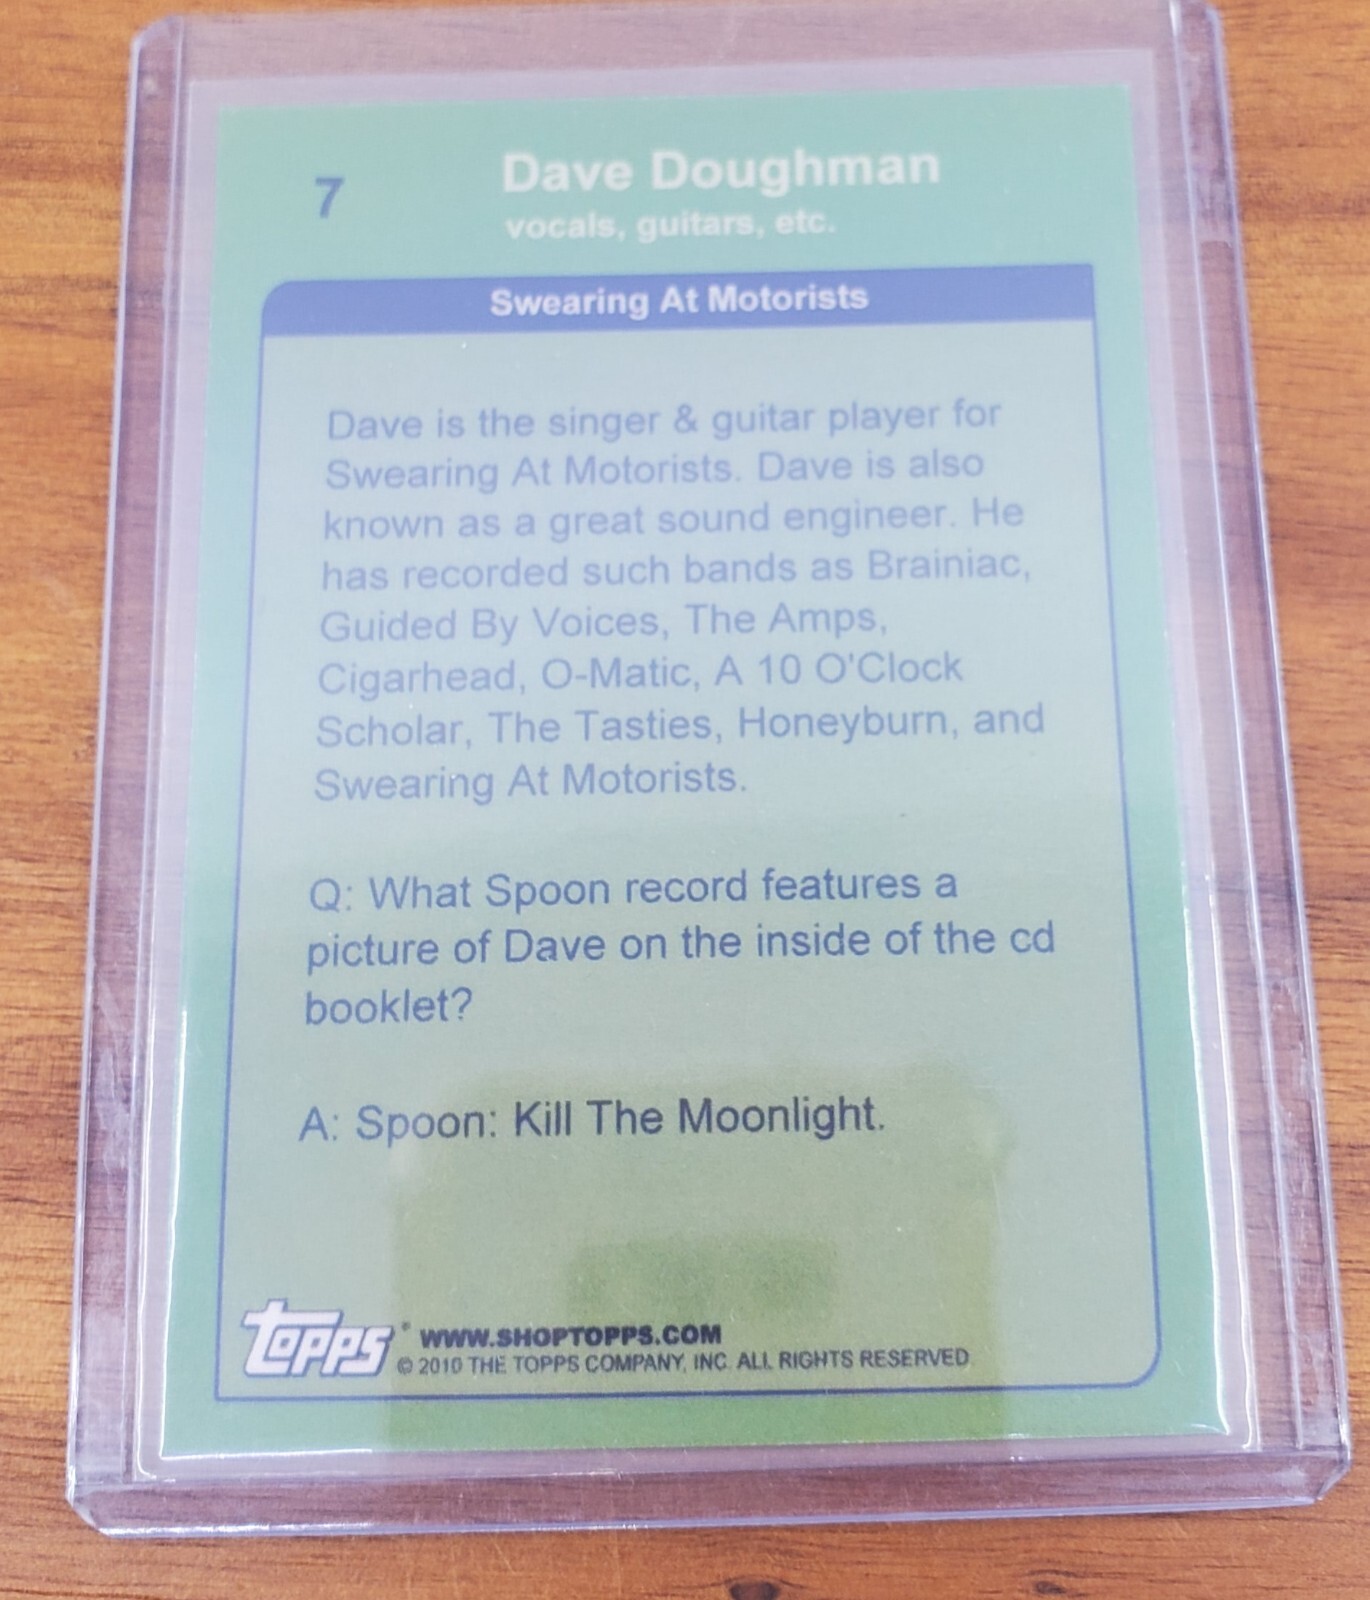 7
Dave Doughman
vocals, guitars, etc.
Swearing At Motorists
Dave is the singer & guitar player for
Swearing At Motorists. Dave is also
known as a great sound engineer. He
has recorded such bands as Brainiac,
Guided By Voices, The Amps,
Cigarhead, O-Matic, A 10 O'Clock
Scholar, The Tasties, Honeyburn, and
Swearing At Motorists.
Q: What Spoon record features a
picture of Dave on the inside of the cd
booklet?
A: Spoon: Kill The Moonlight.
topps® WWW.SHOPTOPPS.COM
© 2010 THE TOPPS COMPANY, INC. ALL RIGHTS RESERVED